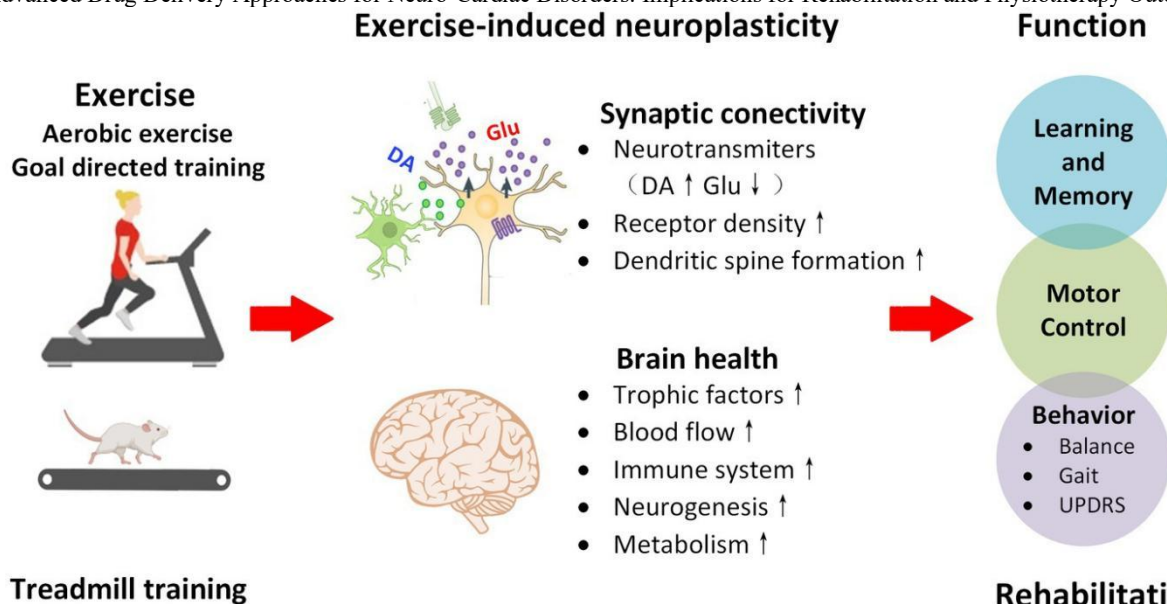 Advanced Drug Delivery Approaches for Neuro-Cardiac Disorders: Implications for Rehabilitation and Physiotherapy
Exercise-induced neuroplasticity
Function
Exercise
Aerobic exercise
Goal directed training
DA
Glu
Synaptic conectivity
• Neurotransmiters
（DA ↑ Glu ↓ ）
• Receptor density ↑
• Dendritic spine formation ↑
Brain health
• Trophic factors ↑
• Blood flow ↑
• Immune system ↑
• Neurogenesis ↑
• Metabolism ↑
Learning
and
Memory
Motor
Control
Behavior
• Balance
• Gait
• UPDRS
Treadmill training
Rehabilitati